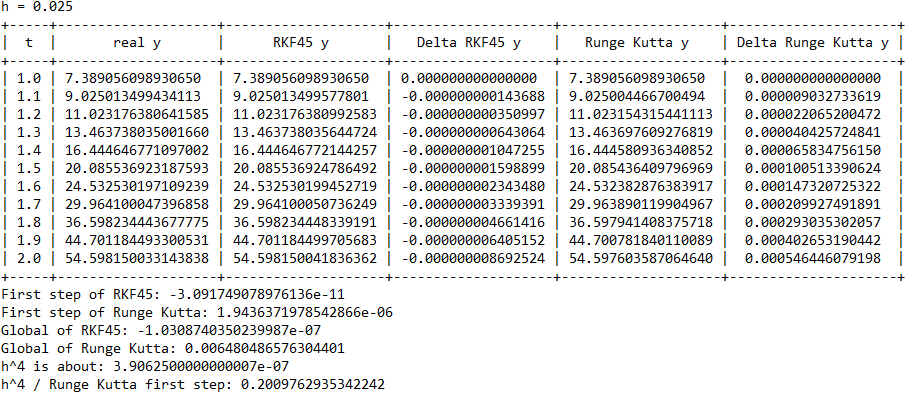 h = 0.025
+-----+--------------------+--------------------+--------------------+--------------------+---------------------+
| t | real y | RKF45 y | Delta RKF45 y | Runge Kutta y | Delta Runge Kutta y |
+-----+--------------------+--------------------+--------------------+--------------------+---------------------+
| 1.0 | 7.389056098930650 | 7.389056098930650 | 0.000000000000000 | 7.389056098930650 | 0.000000000000000 |
| 1.1 | 9.025013499434113 | 9.025013499577801 | -0.000000000143688 | 9.025004466700494 | 0.000009032733619 |
| 1.2 | 11.023176380641585 | 11.023176380992583 | -0.000000000350997 | 11.023154315441113 | 0.000022065200472 |
| 1.3 | 13.463738035001660 | 13.463738035644724 | -0.000000000643064 | 13.463697609276819 | 0.000040425724841 |
| 1.4 | 16.444646771097002 | 16.444646772144257 | -0.000000001047255 | 16.444580936340852 | 0.000065834756150 |
| 1.5 | 20.085536923187593 | 20.085536924786492 | -0.000000001598899 | 20.085436409796969 | 0.000100513390624 |
| 1.6 | 24.532530197109239 | 24.532530199452719 | -0.000000002343480 | 24.532382876383917 | 0.000147320725322 |
| 1.7 | 29.964100047396858 | 29.964100050736249 | -0.000000003339391 | 29.963890119904967 | 0.000209927491891 |
| 1.8 | 36.598234443677775 | 36.598234448339191 | -0.000000004661416 | 36.597941408375718 | 0.000293035302057 |
| 1.9 | 44.701184493300531 | 44.701184499705683 | -0.000000006405152 | 44.700781840110089 | 0.000402653190442 |
| 2.0 | 54.598150033143838 | 54.598150041836362 | -0.000000008692524 | 54.597603587064640 | 0.000546446079198 |
+-----+--------------------+--------------------+--------------------+--------------------+---------------------+
First step of RKF45: -3.091749078976136e-11
First step of Runge Kutta: 1.9436371978542866e-06
Global of RKF45: -1.0308740350239987e-07
Global of Runge Kutta: 0.006480486576304401
h^4 is about: 3.9062500000000007e-07
h^4 / Runge Kutta first step: 0.2009762935342242